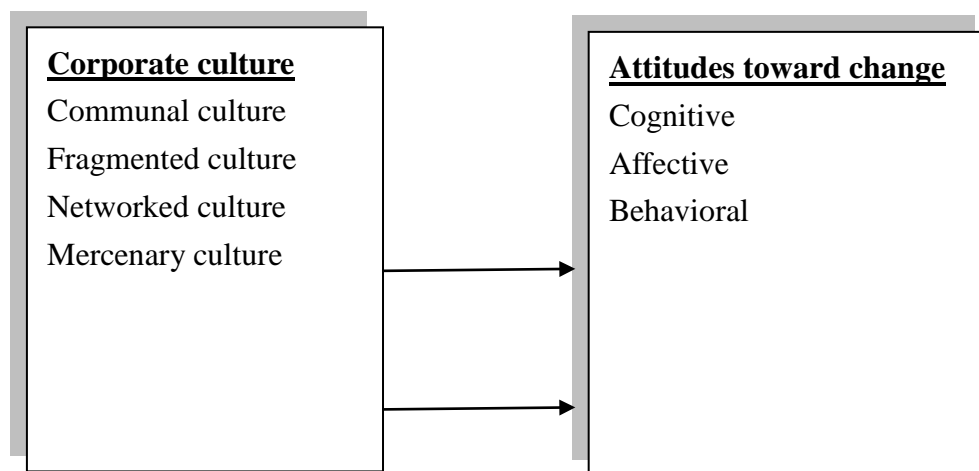 Corporate culture
Communal culture
Fragmented culture
Networked culture
Mercenary culture
Attitudes toward change
Cognitive
Affective
Behavioral